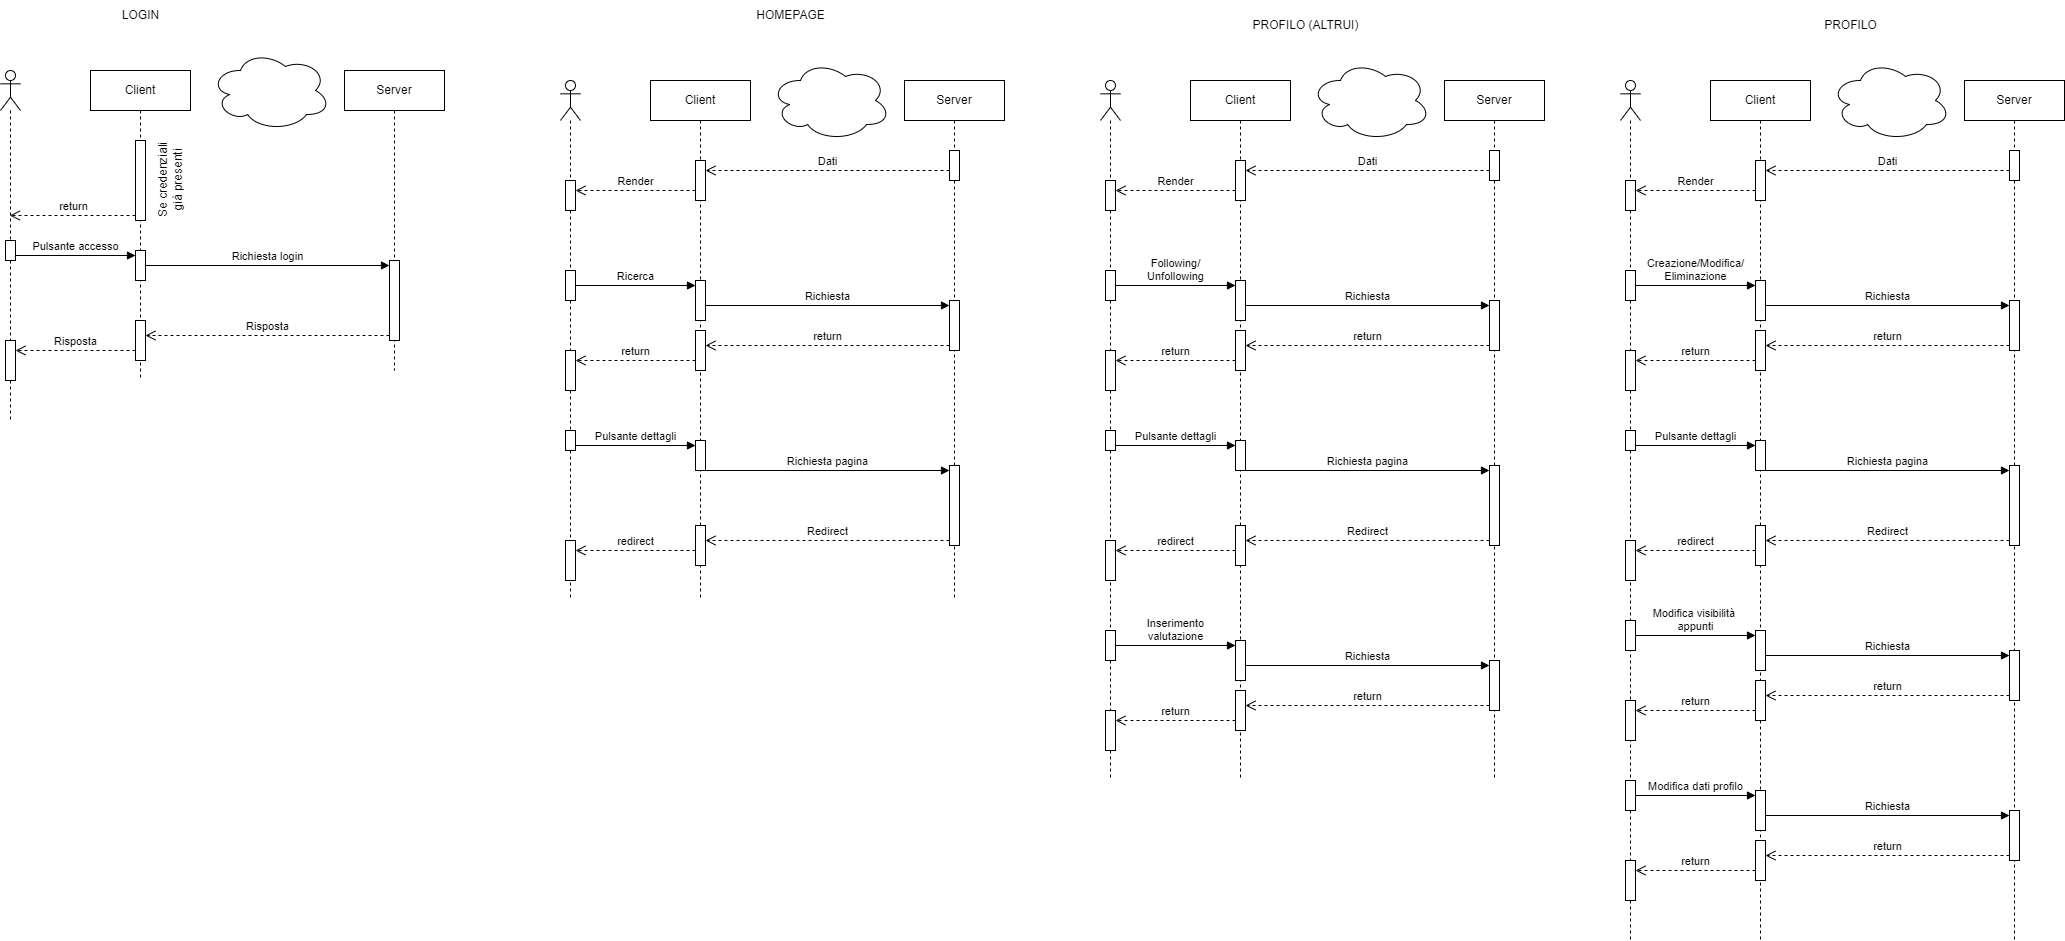 LOGIN
Client
Server
Se credenziali
già presenti
return
Pulsante accesso
Richiesta login
Risposta
Risposta
HOMEPAGE
Client
Server
Dati
Render
Ricerca
Richiesta
return
return
Pulsante dettagli
Richiesta pagina
Redirect
redirect
PROFILO (ALTRUI)
Client
Server
Dati
Render
Following/
Unfollowing
Richiesta
return
return
Pulsante dettagli
Richiesta pagina
Redirect
redirect
Inserimento
valutazione
Richiesta
return
return
PROFILO
Client
Server
Dati
Render
Creazione/Modifica/
Eliminazione
Richiesta
return
return
Pulsante dettagli
Richiesta pagina
Redirect
redirect
Modifica visibilità
appunti
Richiesta
return
return
Modifica dati profilo
Richiesta
return
return